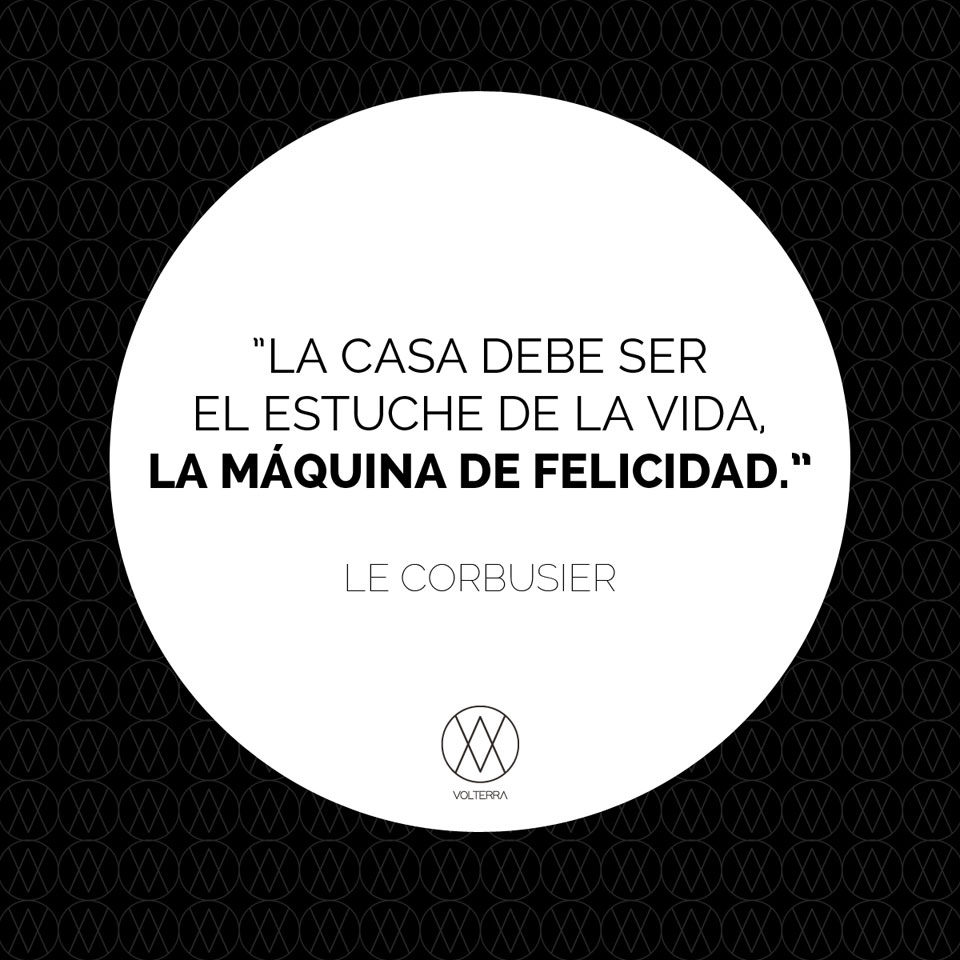 “LA CASA DEBE SER
EL ESTUCHE DE LA VIDA,
LA MÁQUINA DE FELICIDAD.”
LE CORBUSIER
VOLTERRA